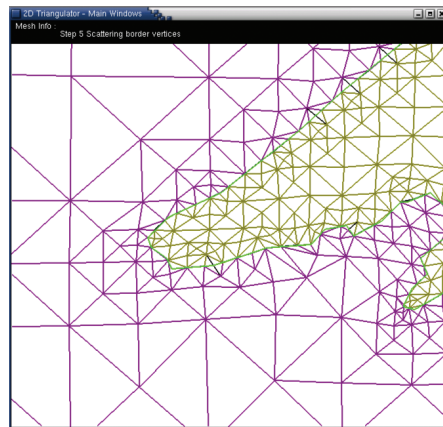 2D Triangulator - Main Windows
Mesh Info :
Step 5 Scattering border vertices